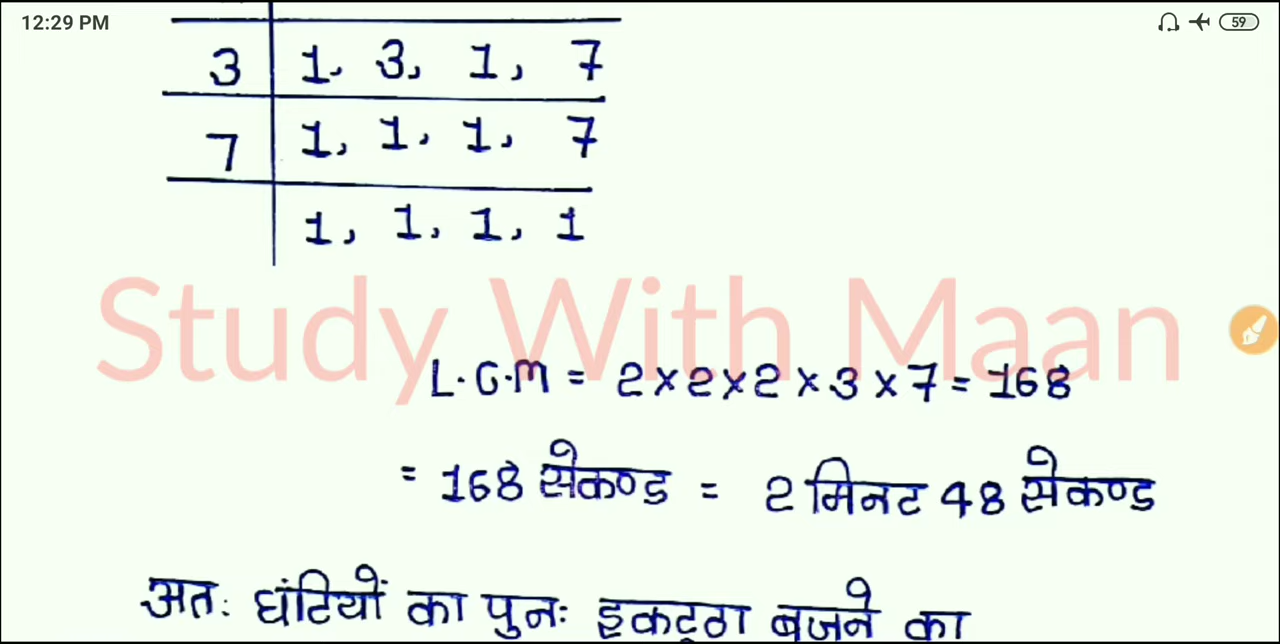 12:29 PM 59
3 1, 3, 1, 7
7 1, 1, 1, 7
1, 1, 1, 1
Study With Maan
L.C.M = 2×2×2×3×7 = 168
= 168 सेकण्ड = 2 मिनट 48 सेकण्ड
अतः घंटियों का पुनः इकट्ठा बजने का